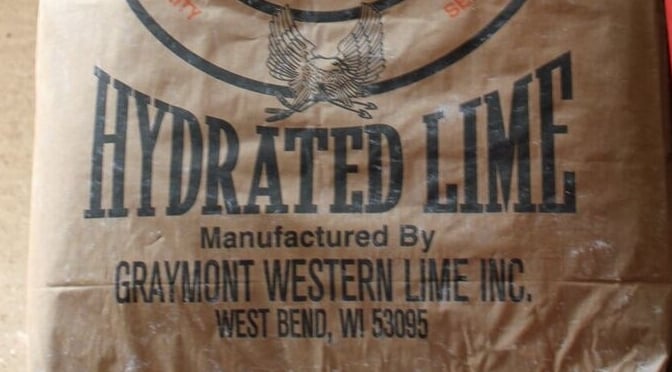 HYDRATED LIME
Manufactured By
GRAYMONT WESTERN LIME INC.
WEST BEND, WI 53095